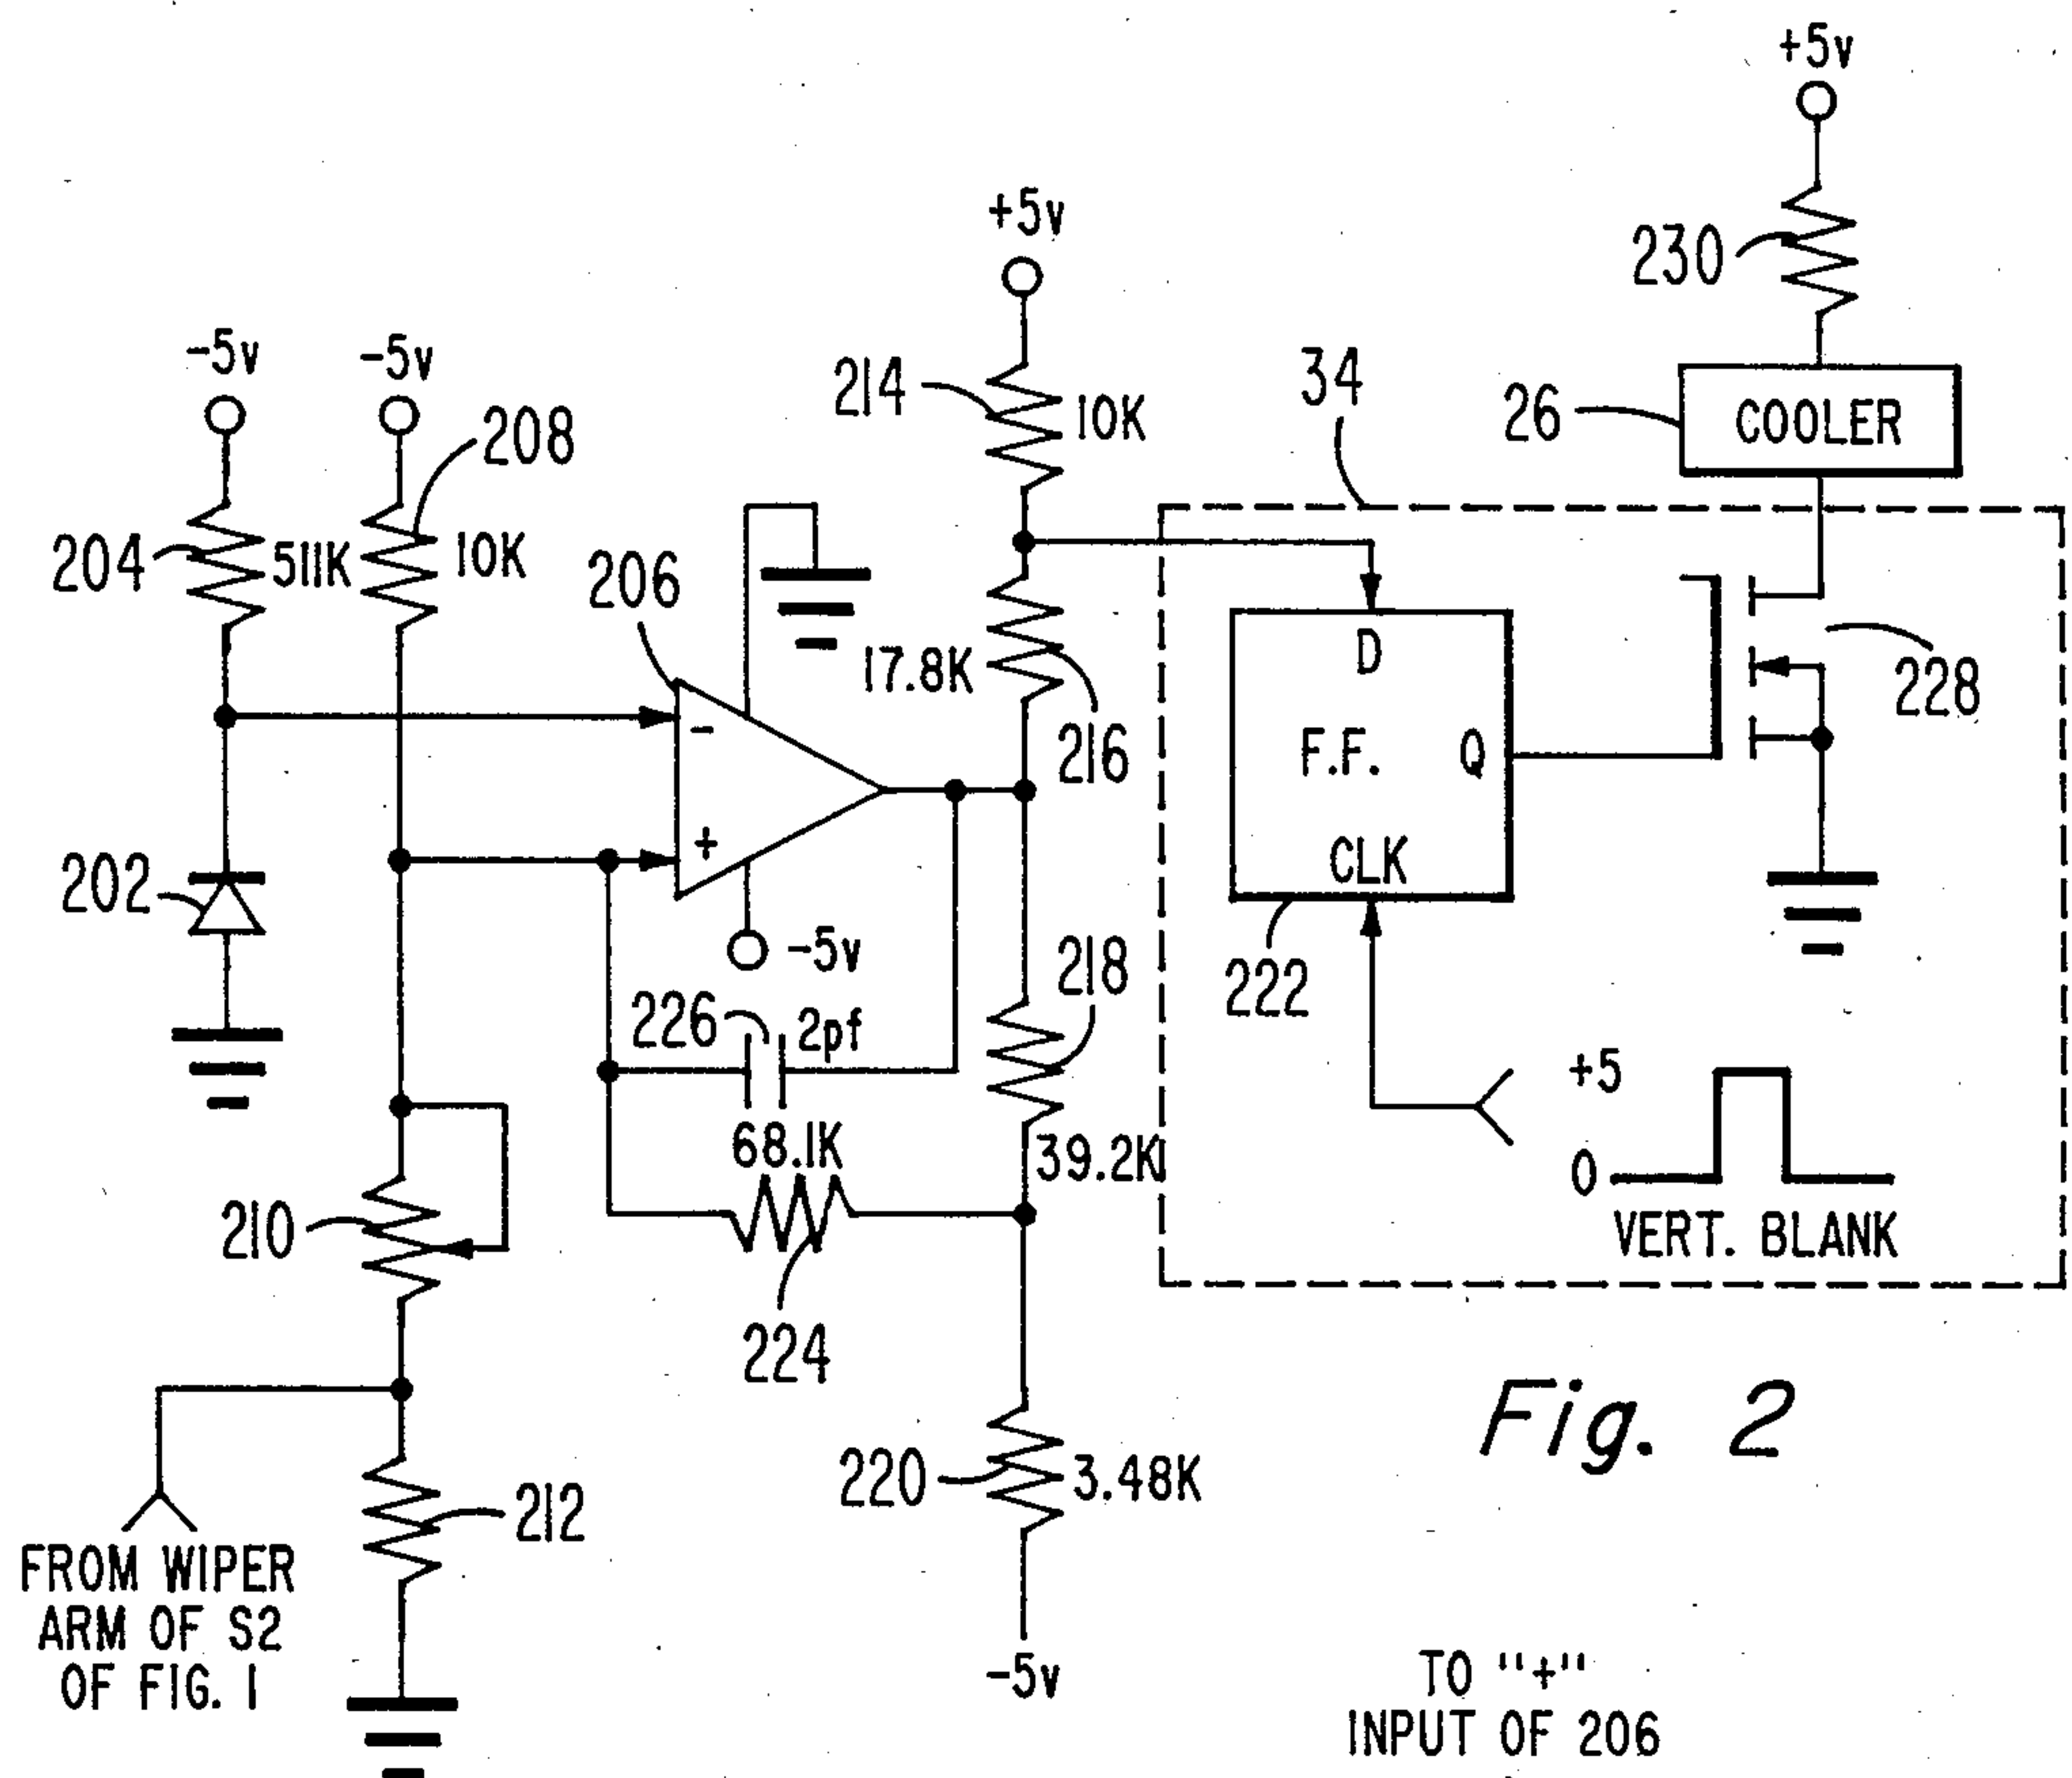 +5v
+5v
230
-5v
-5v
214
10K
34
26
COOLER
208
204
511K
10K
206
17.8K
216
D
F.F.
Q
CLK
228
-
+
202
-5v
218
222
226
2pf
68.1K
39.2K
+5
0
VERT. BLANK
210
224
220
3.48K
212
Fig. 2
FROM WIPER
ARM OF S2
OF FIG. 1
-5v
TO "+"
INPUT OF 206